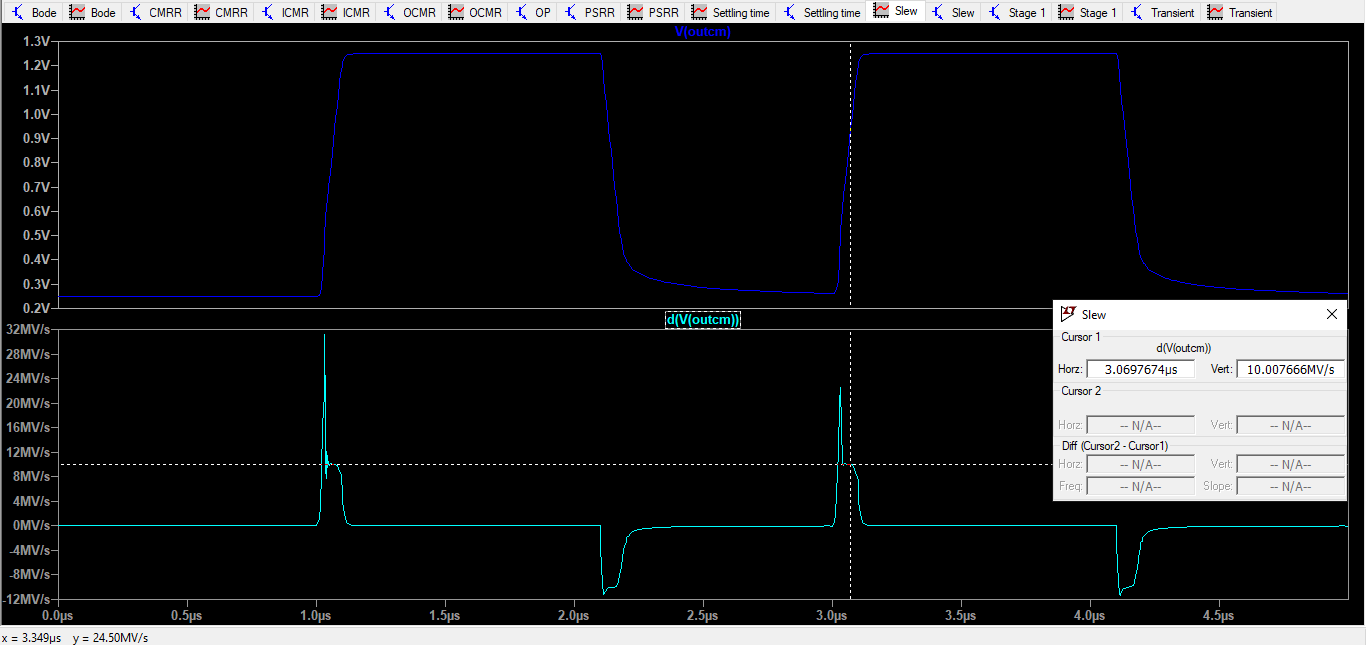 Bode Bode CMRR CMRR ICMR ICMR OCMR OCMR OP PSRR PSRR Settling time Settling time Slew Slew Stage 1 Stage 1 Transient Transient
V(outcm)
1.3V
1.2V
1.1V
1.0V
0.9V
0.8V
0.7V
0.6V
0.5V
0.4V
0.3V
0.2V
d(V(outcm))
32MV/s
28MV/s
24MV/s
20MV/s
16MV/s
12MV/s
8MV/s
4MV/s
0MV/s
-4MV/s
-8MV/s
-12MV/s
0.0µs 0.5µs 1.0µs 1.5µs 2.0µs 2.5µs 3.0µs 3.5µs 4.0µs 4.5µs
Slew
Cursor 1
d(V(outcm))
Horz: 3.0697674µs Vert: 10.007666MV/s
Cursor 2
Horz: -- N/A-- Vert: -- N/A--
Diff (Cursor2 - Cursor1)
Horz: -- N/A-- Vert: -- N/A--
Freq: -- N/A-- Slope: -- N/A--
x = 3.349µs y = 24.50MV/s